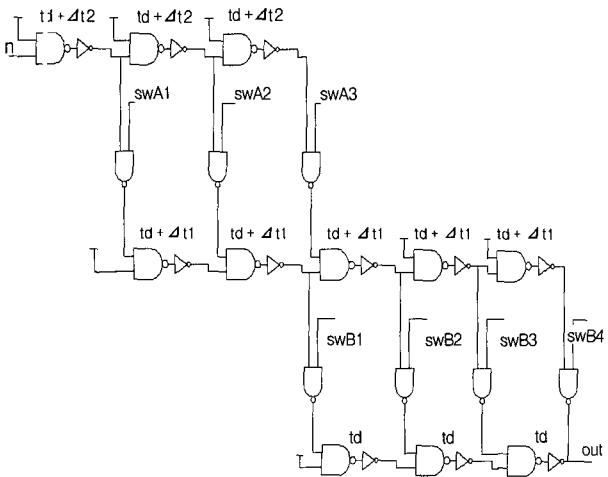 td + Δt2 td + Δt2 td + Δt2
n
swA1 swA2 swA3
td + Δt1 td + Δt1 td + Δt1 td + Δt1 td + Δt1
swB1 swB2 swB3 swB4
td td td
out